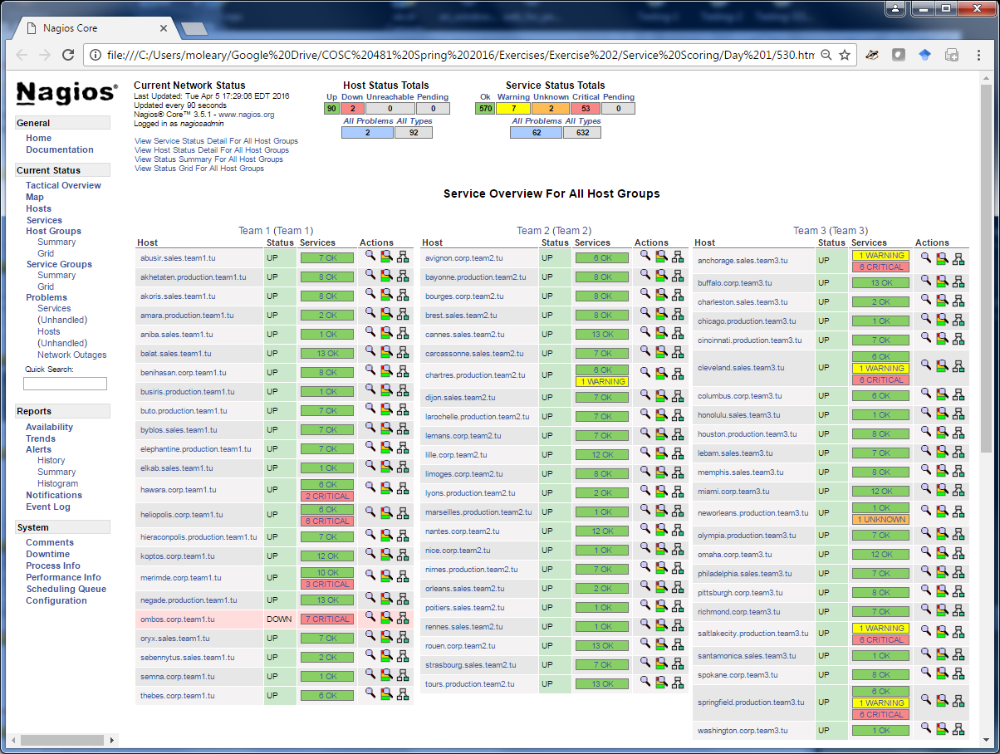 Nagios Core
file:///C:/Users/moleary/Google%20Drive/COSC%20481%20Spring%202016/Exercises/Exercise%202/Service%20Scoring/Day%201/530.htm
Nagios®
General
Home
Documentation
Current Status
Tactical Overview
Map
Hosts
Services
Host Groups
Summary
Grid
Service Groups
Summary
Grid
Problems
Services
(Unhandled)
Hosts
(Unhandled)
Network Outages
Quick Search:
Reports
Availability
Trends
Alerts
History
Summary
Histogram
Notifications
Event Log
System
Comments
Downtime
Process Info
Performance Info
Scheduling Queue
Configuration
Current Network Status
Last Updated: Tue Apr 5 17:29:06 EDT 2016
Updated every 90 seconds
Nagios® Core™ 3.5.1 - www.nagios.org
Logged in as nagiosadmin
View Service Status Detail For All Host Groups
View Host Status Detail For All Host Groups
View Status Summary For All Host Groups
View Status Grid For All Host Groups
Host Status Totals
Up Down Unreachable Pending
90 2 0 0
All Problems All Types
2 92
Service Status Totals
Ok Warning Unknown Critical Pending
570 7 2 53 0
All Problems All Types
62 632
Service Overview For All Host Groups
Team 1 (Team 1)
Host Status Services Actions
abusir.sales.team1.tu UP 7 OK
akhetaten.production.team1.tu UP 8 OK
akoris.sales.team1.tu UP 8 OK
amara.production.team1.tu UP 2 OK
aniba.sales.team1.tu UP 1 OK
balat.sales.team1.tu UP 13 OK
benihasan.corp.team1.tu UP 8 OK
busiris.production.team1.tu UP 1 OK
buto.production.team1.tu UP 7 OK
byblos.sales.team1.tu UP 7 OK
elephantine.production.team1.tu UP 7 OK
elkab.sales.team1.tu UP 1 OK
hawara.corp.team1.tu UP 6 OK
2 CRITICAL
heliopolis.corp.team1.tu UP 6 OK
6 CRITICAL
hieraconpolis.production.team1.tu UP 7 OK
koptos.corp.team1.tu UP 12 OK
merimde.corp.team1.tu UP 10 OK
3 CRITICAL
negade.production.team1.tu UP 13 OK
ombos.corp.team1.tu DOWN 7 CRITICAL
oryx.sales.team1.tu UP 7 OK
sebennytus.sales.team1.tu UP 2 OK
semna.corp.team1.tu UP 1 OK
thebes.corp.team1.tu UP 6 OK
Team 2 (Team 2)
Host Status Services Actions
avignon.corp.team2.tu UP 6 OK
bayonne.production.team2.tu UP 8 OK
bourges.corp.team2.tu UP 8 OK
brest.sales.team2.tu UP 8 OK
cannes.sales.team2.tu UP 13 OK
carcassonne.sales.team2.tu UP 7 OK
chartres.production.team2.tu UP 6 OK
1 WARNING
dijon.sales.team2.tu UP 7 OK
larochelle.production.team2.tu UP 7 OK
lemans.corp.team2.tu UP 7 OK
lille.corp.team2.tu UP 12 OK
limoges.corp.team2.tu UP 8 OK
lyons.production.team2.tu UP 2 OK
marseilles.production.team2.tu UP 1 OK
nantes.corp.team2.tu UP 12 OK
nice.corp.team2.tu UP 1 OK
nimes.production.team2.tu UP 7 OK
orleans.sales.team2.tu UP 2 OK
poitiers.sales.team2.tu UP 1 OK
rennes.sales.team2.tu UP 1 OK
rouen.corp.team2.tu UP 13 OK
strasbourg.sales.team2.tu UP 7 OK
tours.production.team2.tu UP 13 OK
Team 3 (Team 3)
Host Status Services Actions
anchorage.sales.team3.tu UP 1 WARNING
6 CRITICAL
buffalo.corp.team3.tu UP 13 OK
charleston.sales.team3.tu UP 2 OK
chicago.production.team3.tu UP 1 OK
cincinnati.production.team3.tu UP 7 OK
cleveland.sales.team3.tu UP 6 OK
1 WARNING
6 CRITICAL
columbus.corp.team3.tu UP 6 OK
honolulu.sales.team3.tu UP 1 OK
houston.production.team3.tu UP 8 OK
lebam.sales.team3.tu UP 7 OK
memphis.sales.team3.tu UP 8 OK
miami.corp.team3.tu UP 12 OK
neworleans.production.team3.tu UP 1 OK
1 UNKNOWN
olympia.production.team3.tu UP 7 OK
omaha.corp.team3.tu UP 12 OK
philadelphia.sales.team3.tu UP 7 OK
pittsburgh.corp.team3.tu UP 8 OK
richmond.corp.team3.tu UP 7 OK
saltlakecity.production.team3.tu UP 1 WARNING
6 CRITICAL
santamonica.sales.team3.tu UP 1 OK
spokane.corp.team3.tu UP 8 OK
springfield.production.team3.tu UP 6 OK
1 WARNING
6 CRITICAL
washington.corp.team3.tu UP 1 OK